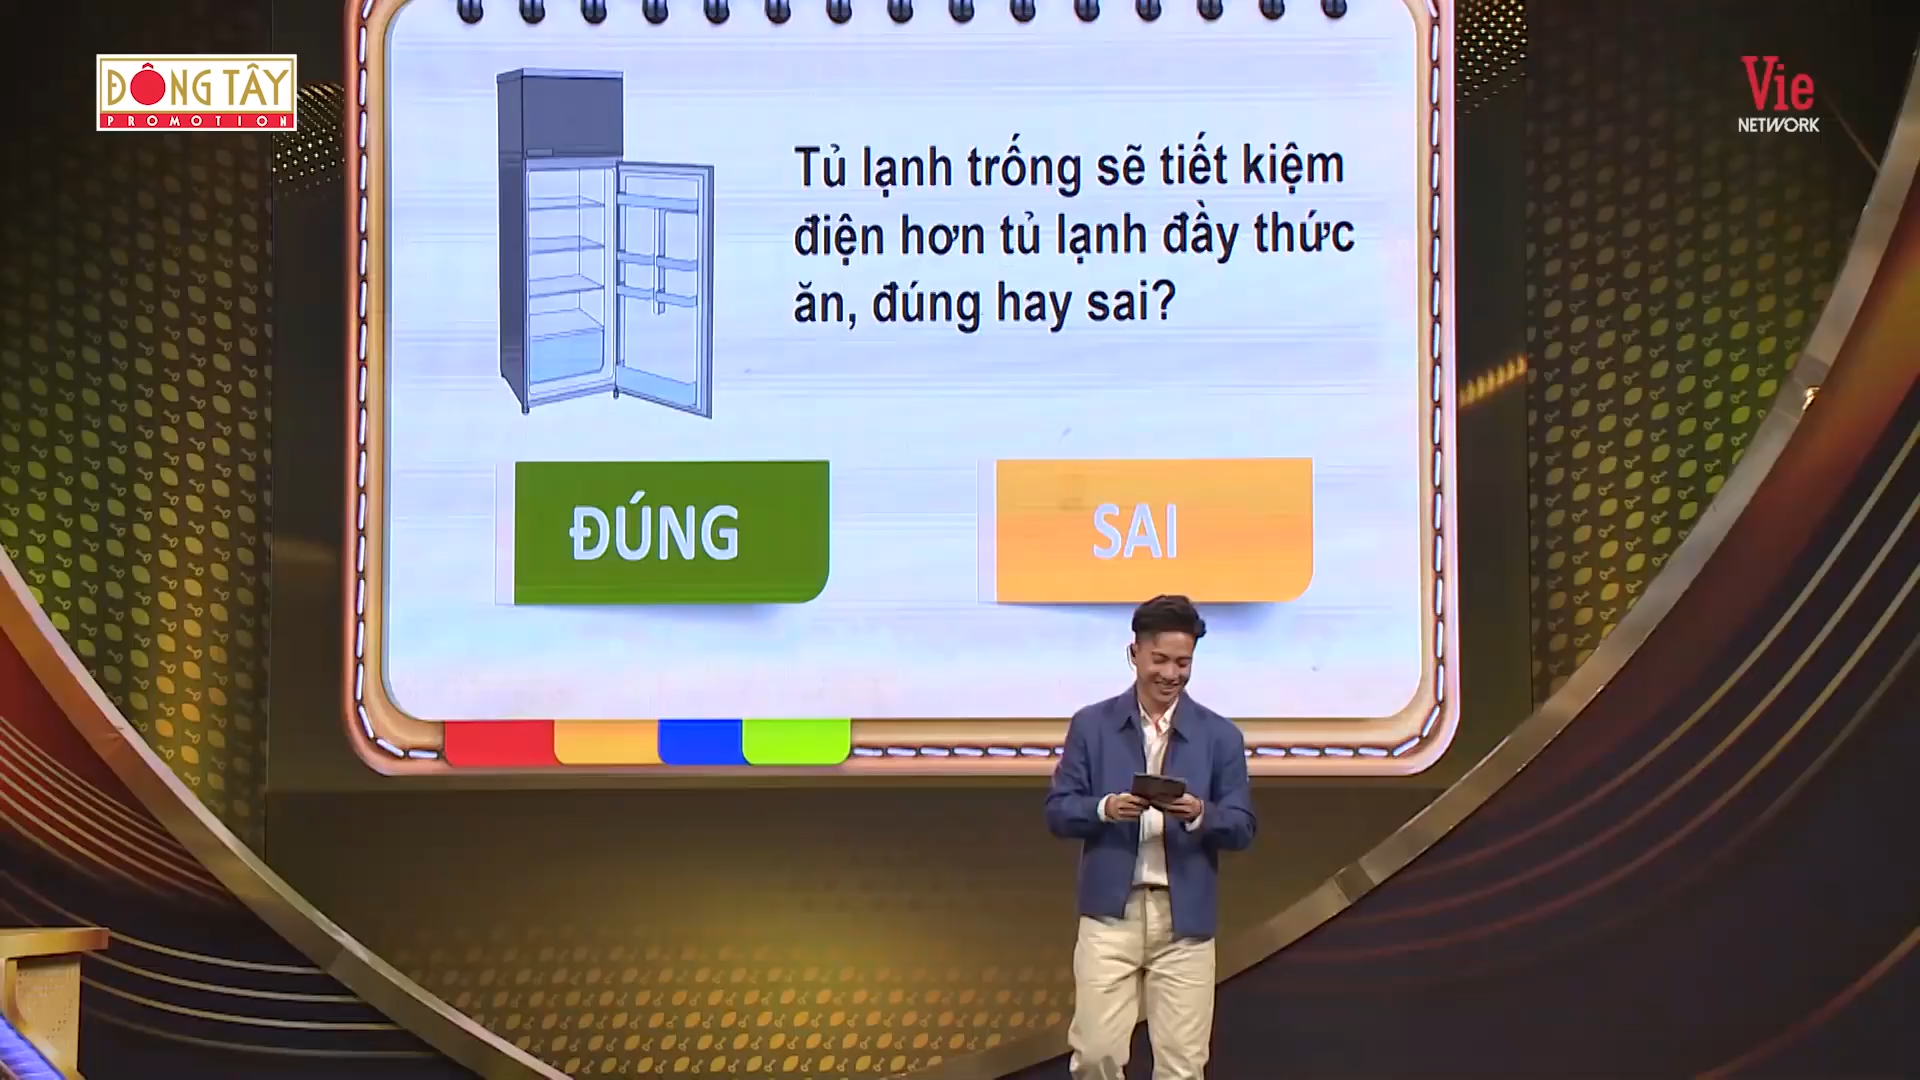 ĐÔNG TÂY
PROMOTION
Vie
NETWORK
Tủ lạnh trống sẽ tiết kiệm
điện hơn tủ lạnh đầy thức
ăn, đúng hay sai?
ĐÚNG
SAI